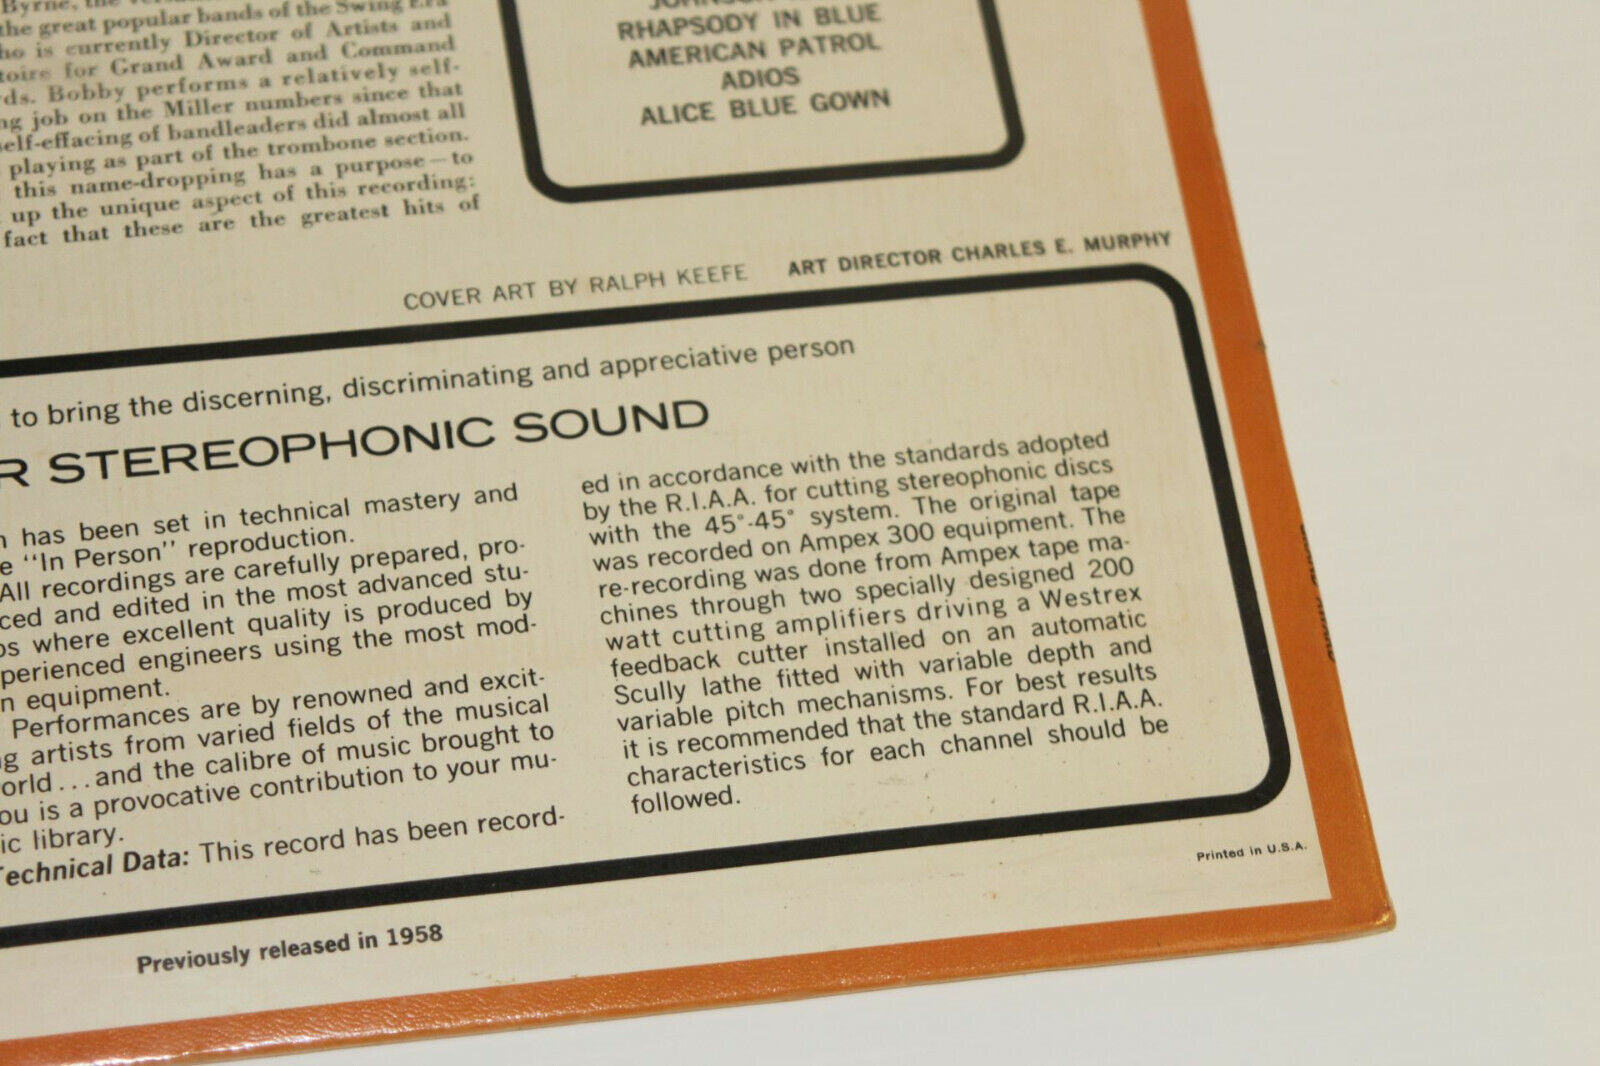 Byrne, the
the great popular bands of the Swing Era
ho is currently Director of Artists and
toire for Grand Award and Command
ds. Bobby performs a relatively self-
ng job on the Miller numbers since that
self-effacing of bandleaders did almost all
playing as part of the trombone section.
this name-dropping has a purpose—to
up the unique aspect of this recording:
fact that these are the greatest hits of
RHAPSODY IN BLUE
AMERICAN PATROL
ADIOS
ALICE BLUE GOWN
COVER ART BY RALPH KEEFE ART DIRECTOR CHARLES E. MURPHY
to bring the discerning, discriminating and appreciative person
R STEREOPHONIC SOUND
n has been set in technical mastery and
e "In Person" reproduction.
All recordings are carefully prepared, pro-
ced and edited in the most advanced stu-
os where excellent quality is produced by
perienced engineers using the most mod-
n equipment.
Performances are by renowned and excit-
g artists from varied fields of the musical
orld...and the calibre of music brought to
ou is a provocative contribution to your mu-
ic library.
Technical Data: This record has been record-
ed in accordance with the standards adopted
by the R.I.A.A. for cutting stereophonic discs
with the 45°-45° system. The original tape
was recorded on Ampex 300 equipment. The
re-recording was done from Ampex tape ma-
chines through two specially designed 200
watt cutting amplifiers driving a Westrex
feedback cutter installed on an automatic
Scully lathe fitted with variable depth and
variable pitch mechanisms. For best results
it is recommended that the standard R.I.A.A.
characteristics for each channel should be
followed.
Printed in U.S.A.
Previously released in 1958